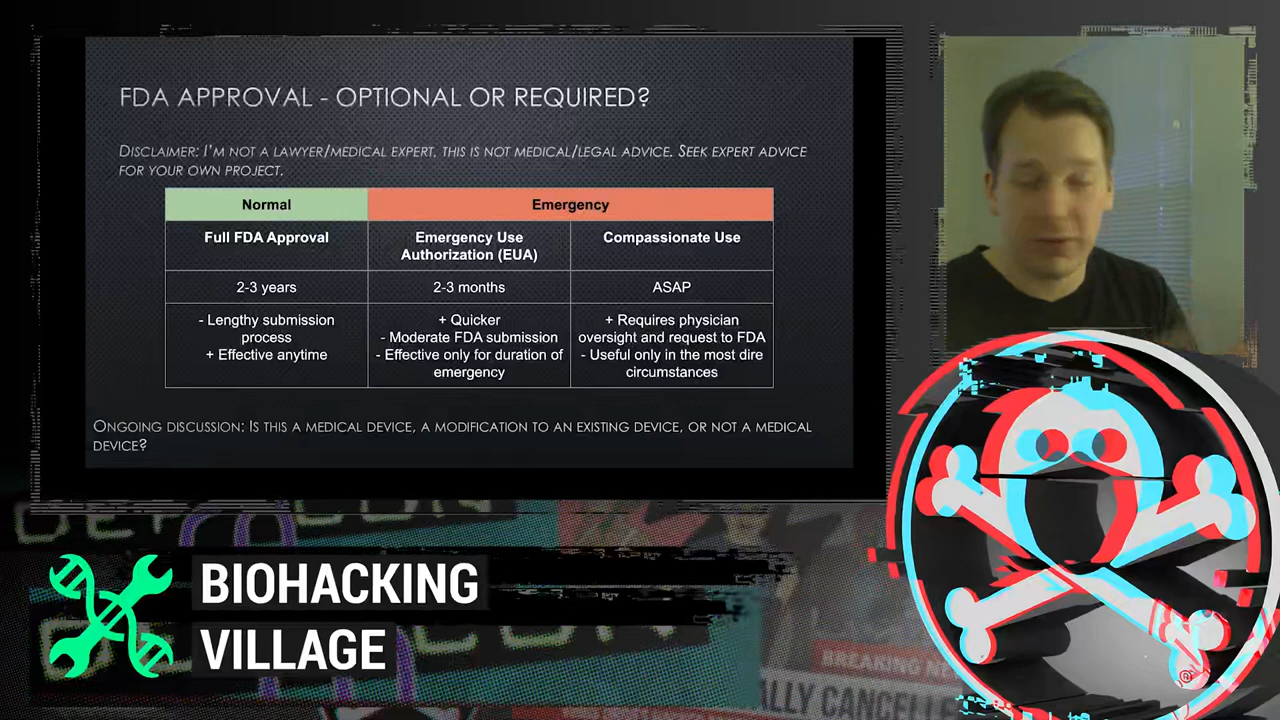 FDA APPROVAL - OPTIONAL OR REQUIRED?
DISCLAIMER: I'M NOT A LAWYER/MEDICAL EXPERT NOT MEDICAL/LEGAL ADVICE. SEEK EXPERT ADVICE
FOR YOUR OWN PROJECT.
Normal
Emergency
Full FDA Approval
Emergency Use
Authorization (EUA)
Compassionate Use
3 years
2-3 months
ASAP
- Lengthy submission
process
+ Effective anytime
Quicker
- Modest FDA submission
- Effective only for duration of
emergency
+ Requires physician
oversight and request to FDA
- Useful only in the most dire
circumstances
ONGOING DISCUSSION: IS THIS A MEDICAL DEVICE, A MODIFICATION TO AN EXISTING DEVICE, OR NOT A MEDICAL
DEVICE?
BIOHACKING
VILLAGE
BREAKING NE
ALLY CANCELLE